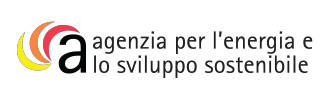 a agenzia per l'energia e
lo sviluppo sostenibile